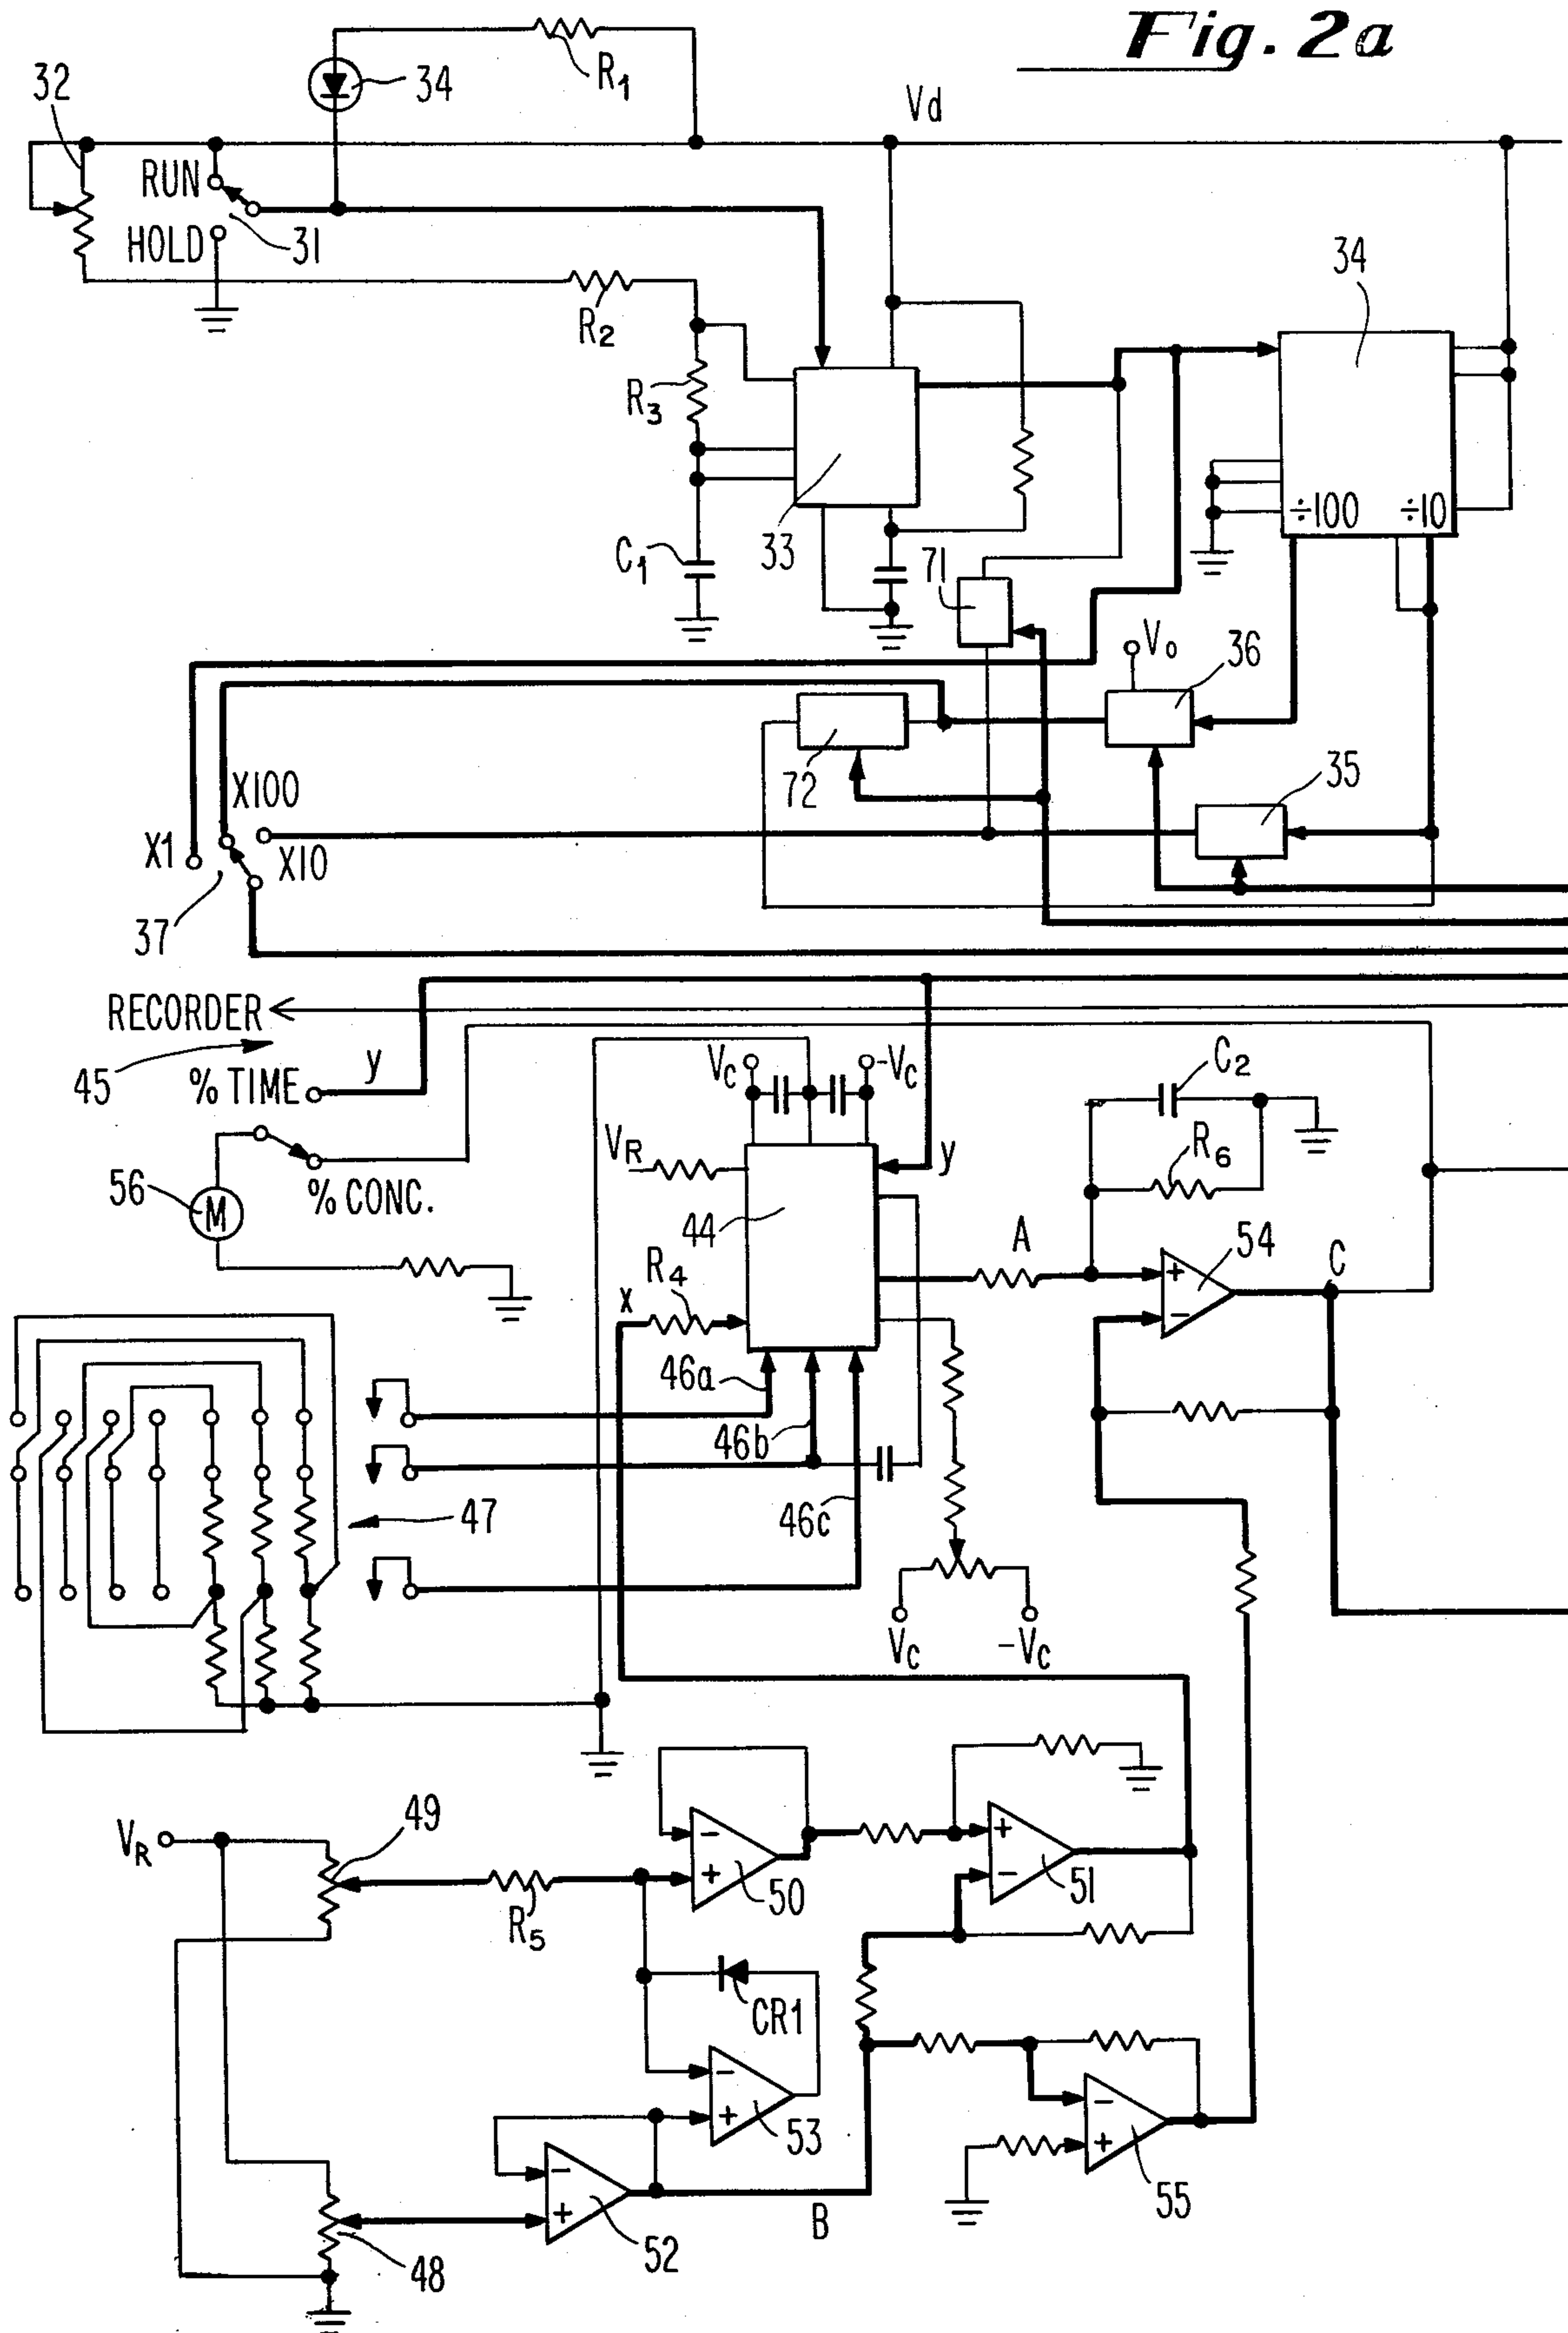 Fig. 2a
32
34
R1
Vd
RUN
HOLD
31
34
R2
R3
33
÷100
÷10
C1
71
Vo
36
72
35
X100
X1
X10
37
RECORDER
45
% TIME
y
Vc
-Vc
C2
VR
y
R6
56
M
% CONC.
44
A
54
C
R4
x
+
-
46a
46b
47
46c
Vc
-Vc
VR
49
-
+
50
+
-
51
R5
CR1
-
+
53
-
+
55
-
+
52
B
48